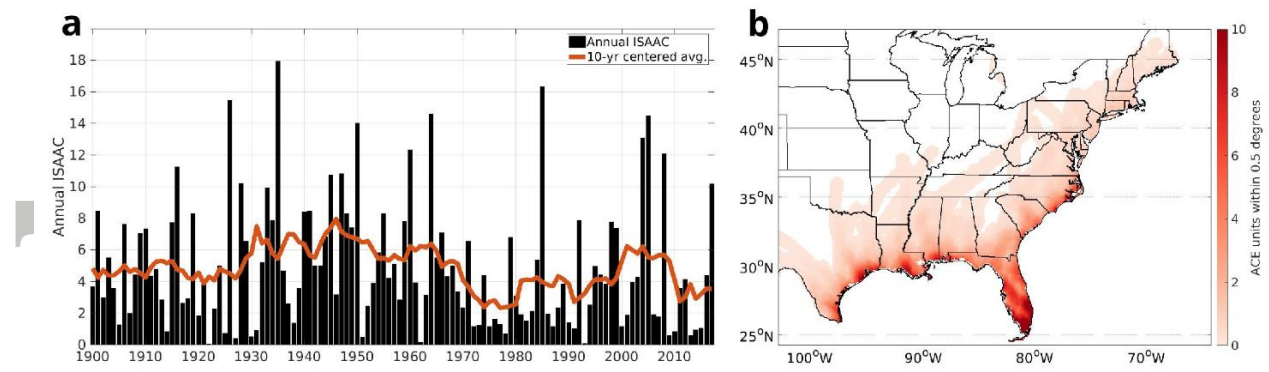 a
Annual ISAAC
10-yr centered avg.
Annual ISAAC
18
16
14
12
10
8
6
4
2
0
1900 1910 1920 1930 1940 1950 1960 1970 1980 1990 2000 2010
b
45°N
40°N
35°N
30°N
25°N
100°W 90°W 80°W 70°W
10
8
6
4
2
0
ACE units within 0.5 degrees